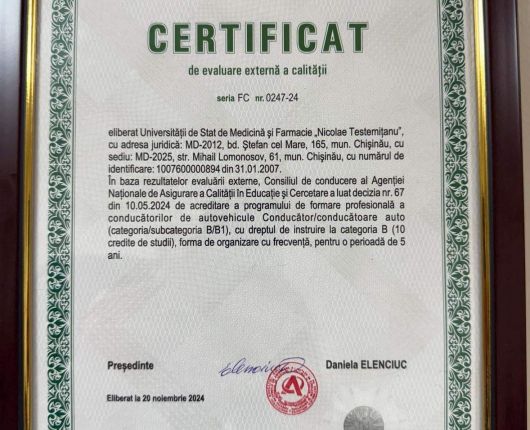 CERTIFICAT
de evaluare externă a calității
seria FC nr. 0247-24
eliberat Universității de Stat de Medicină și Farmacie „Nicolae Testemițanu”,
cu adresa juridică: MD-2012, bd. Ștefan cel Mare, 165, mun. Chișinău, cu
sediu: MD-2025, str. Mihail Lomonosov, 61, mun. Chișinău, cu numărul de
identificare: 1007600000894 din 31.01.2007.
În baza rezultatelor evaluării externe, Consiliul de conducere al Agenției
Naționale de Asigurare a Calității în Educație și Cercetare a luat decizia nr. 67
din 10.05.2024 de acreditare a programului de formare profesională a
conducătorilor de autovehicule Conducător/conducătoare auto
(categoria/subcategoria B/B1), cu dreptul de instruire la categoria B (10
credite de studii), forma de organizare cu frecvență, pentru o perioadă de 5
ani.
Președinte
Daniela ELENCIUC
Eliberat la 20 noiembrie 2024